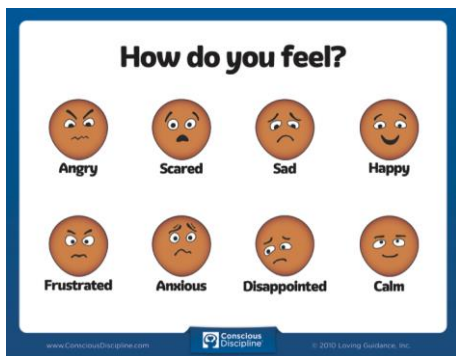 How do you feel?
Angry Scared Sad Happy
Frustrated Anxious Disappointed Calm
www.ConsciousDiscipline.com
Conscious
Discipline
© 2010 Loving Guidance, Inc.